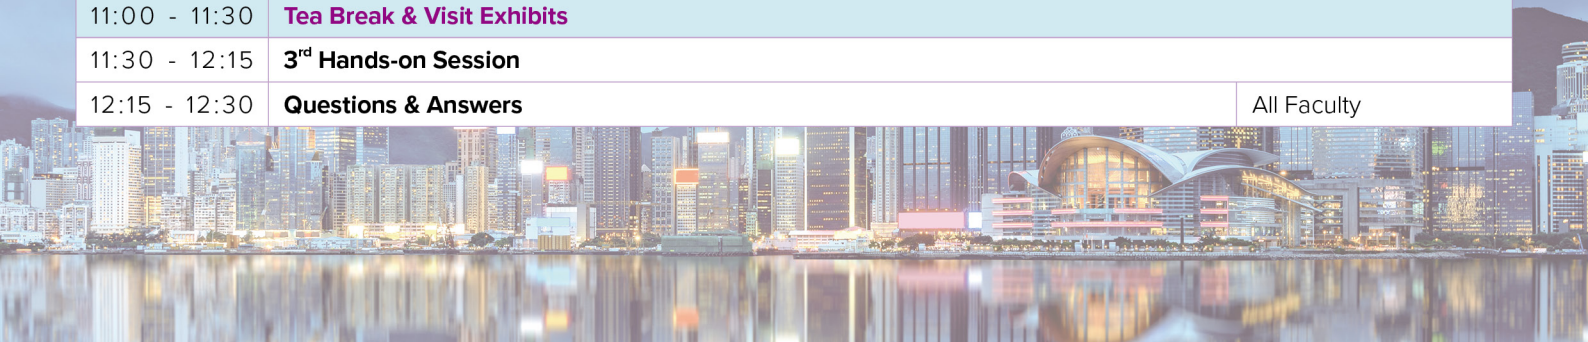 11:00 - 11:30 Tea Break & Visit Exhibits
11:30 - 12:15 3rd Hands-on Session
12:15 - 12:30 Questions & Answers All Faculty